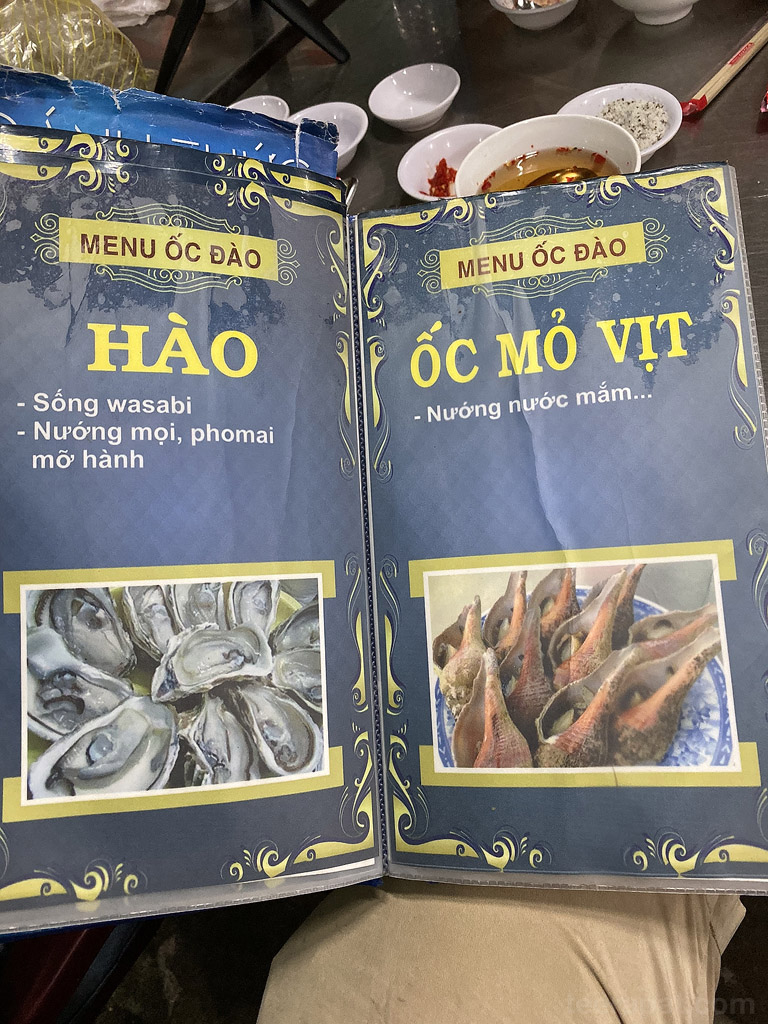 MENU ỐC ĐÀO
HÀO
- Sống wasabi
- Nướng mọi, phomai
mỡ hành
MENU ỐC ĐÀO
ỐC MỎ VỊT
- Nướng nước mắm...